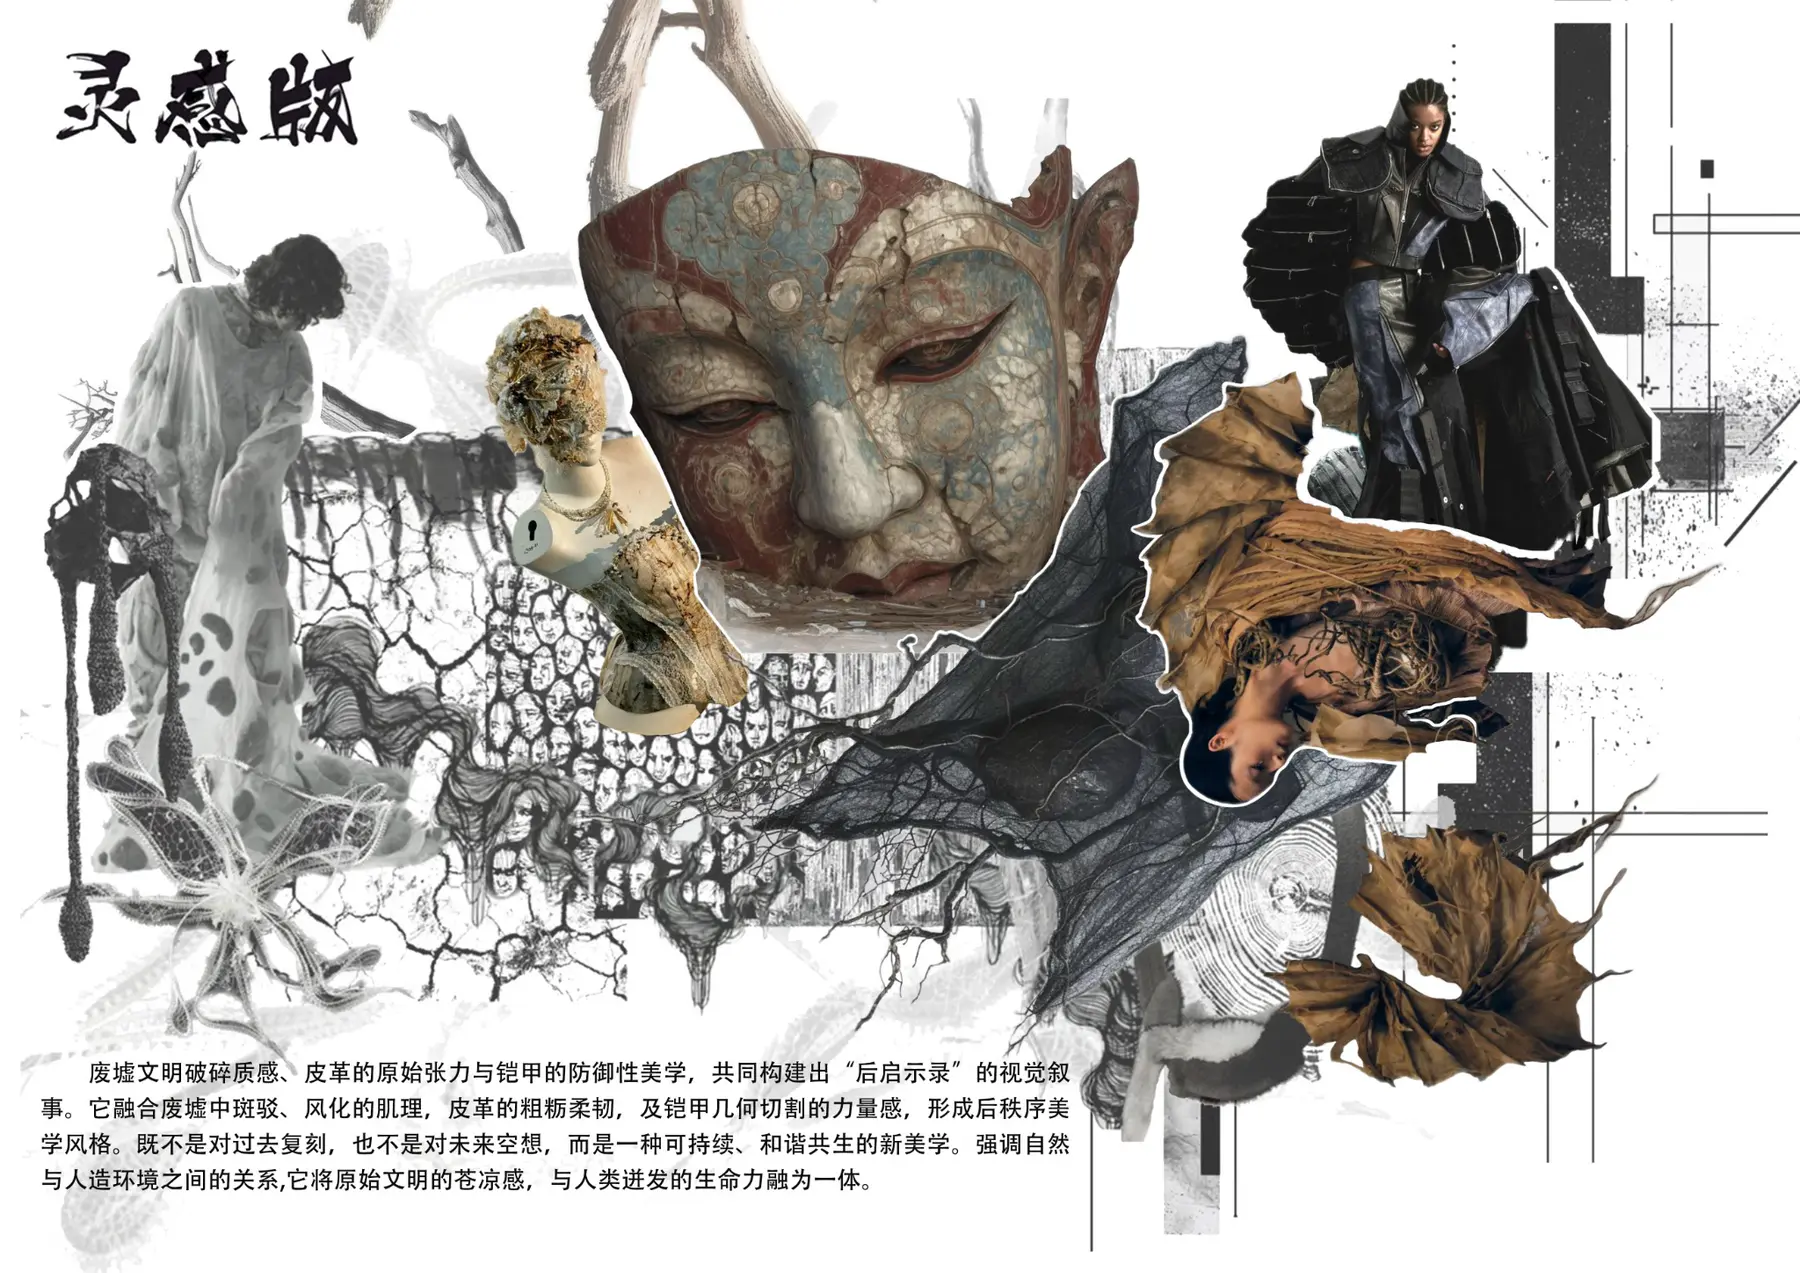 灵感版
废墟文明破碎质感、皮革的原始张力与铠甲的防御性美学，共同构建出“后启示录”的视觉叙
事。它融合废墟中斑驳、风化的肌理，皮革的粗粝柔韧，及铠甲几何切割的力量感，形成后秩序美
学风格。既不是对过去复刻，也不是对未来空想，而是一种可持续、和谐共生的新美学。强调自然
与人造环境之间的关系,它将原始文明的苍凉感，与人类迸发的生命力融为一体。